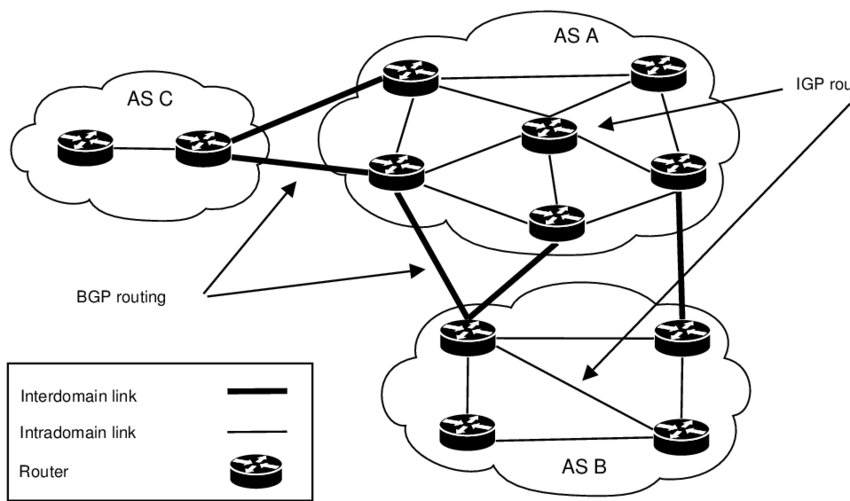 AS A
AS C
IGP rou
BGP routing
Interdomain link
Intradomain link
Router
AS B